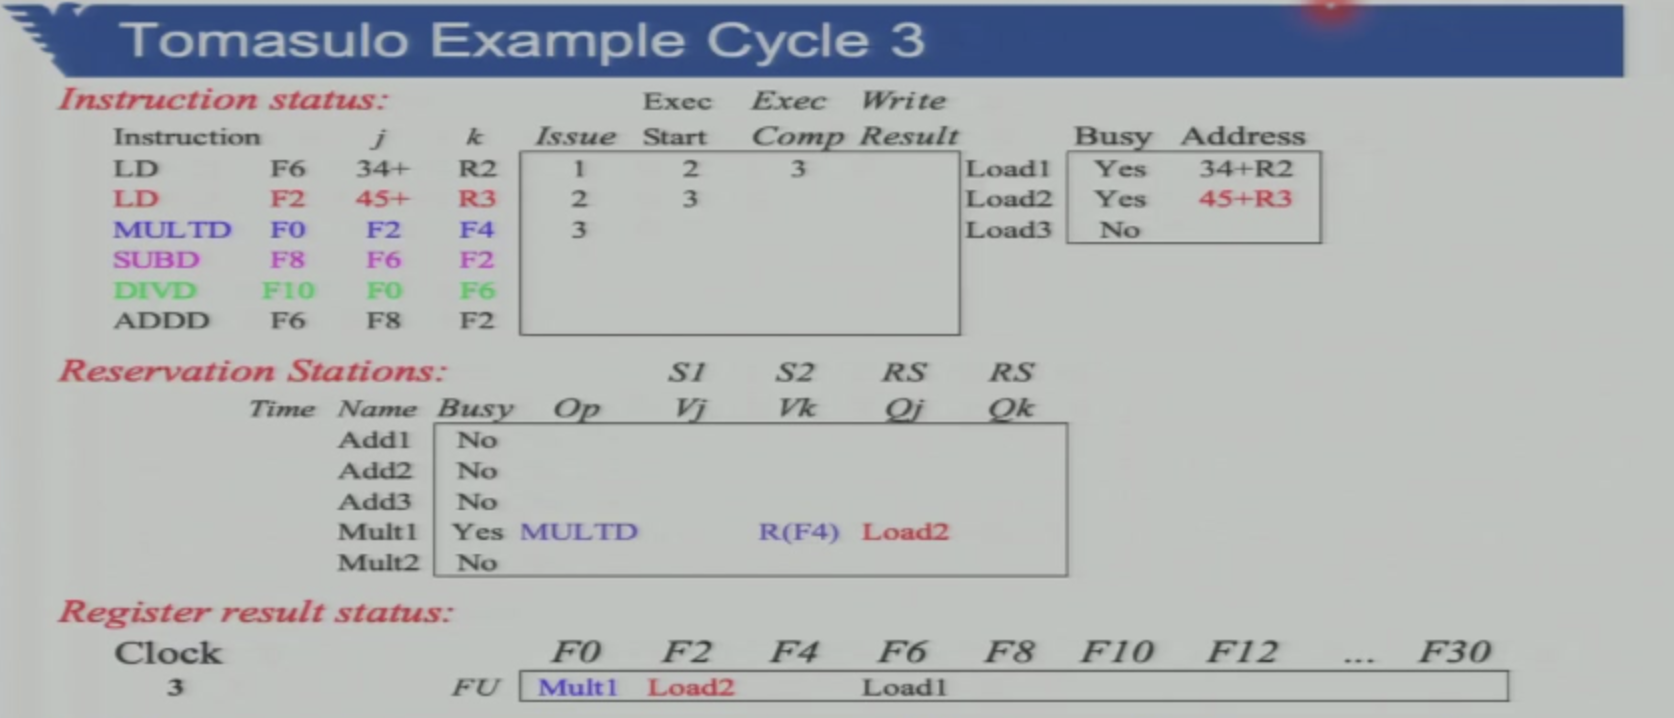 Tomasulo Example Cycle 3
Instruction status: Exec Exec Write
Instruction j k Issue Start Comp Result Busy Address
LD F6 34+ R2 1 2 3 Load1 Yes 34+R2
LD F2 45+ R3 2 3 Load2 Yes 45+R3
MULTD F0 F2 F4 3 Load3 No
SUBD F8 F6 F2
DIVD F10 F0 F6
ADDD F6 F8 F2
Reservation Stations: S1 S2 RS RS
Time Name Busy Op Vj Vk Qj Qk
Add1 No
Add2 No
Add3 No
Mult1 Yes MULTD R(F4) Load2
Mult2 No
Register result status:
Clock F0 F2 F4 F6 F8 F10 F12 ... F30
3 FU Mult1 Load2 Load1